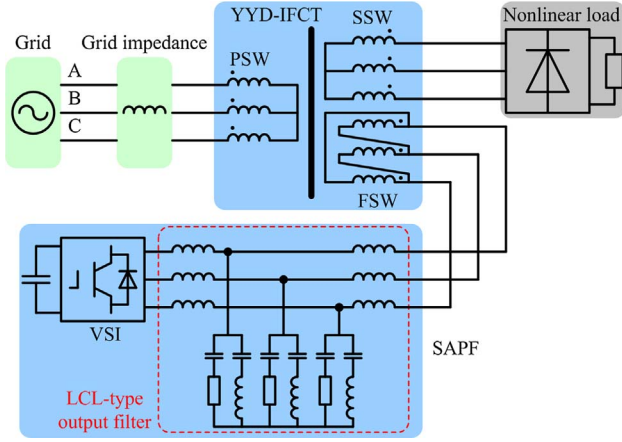 YYD-IFCT
SSW
Nonlinear load
Grid
Grid impedance
PSW
A
B
C
FSW
VSI
SAPF
LCL-type
output filter